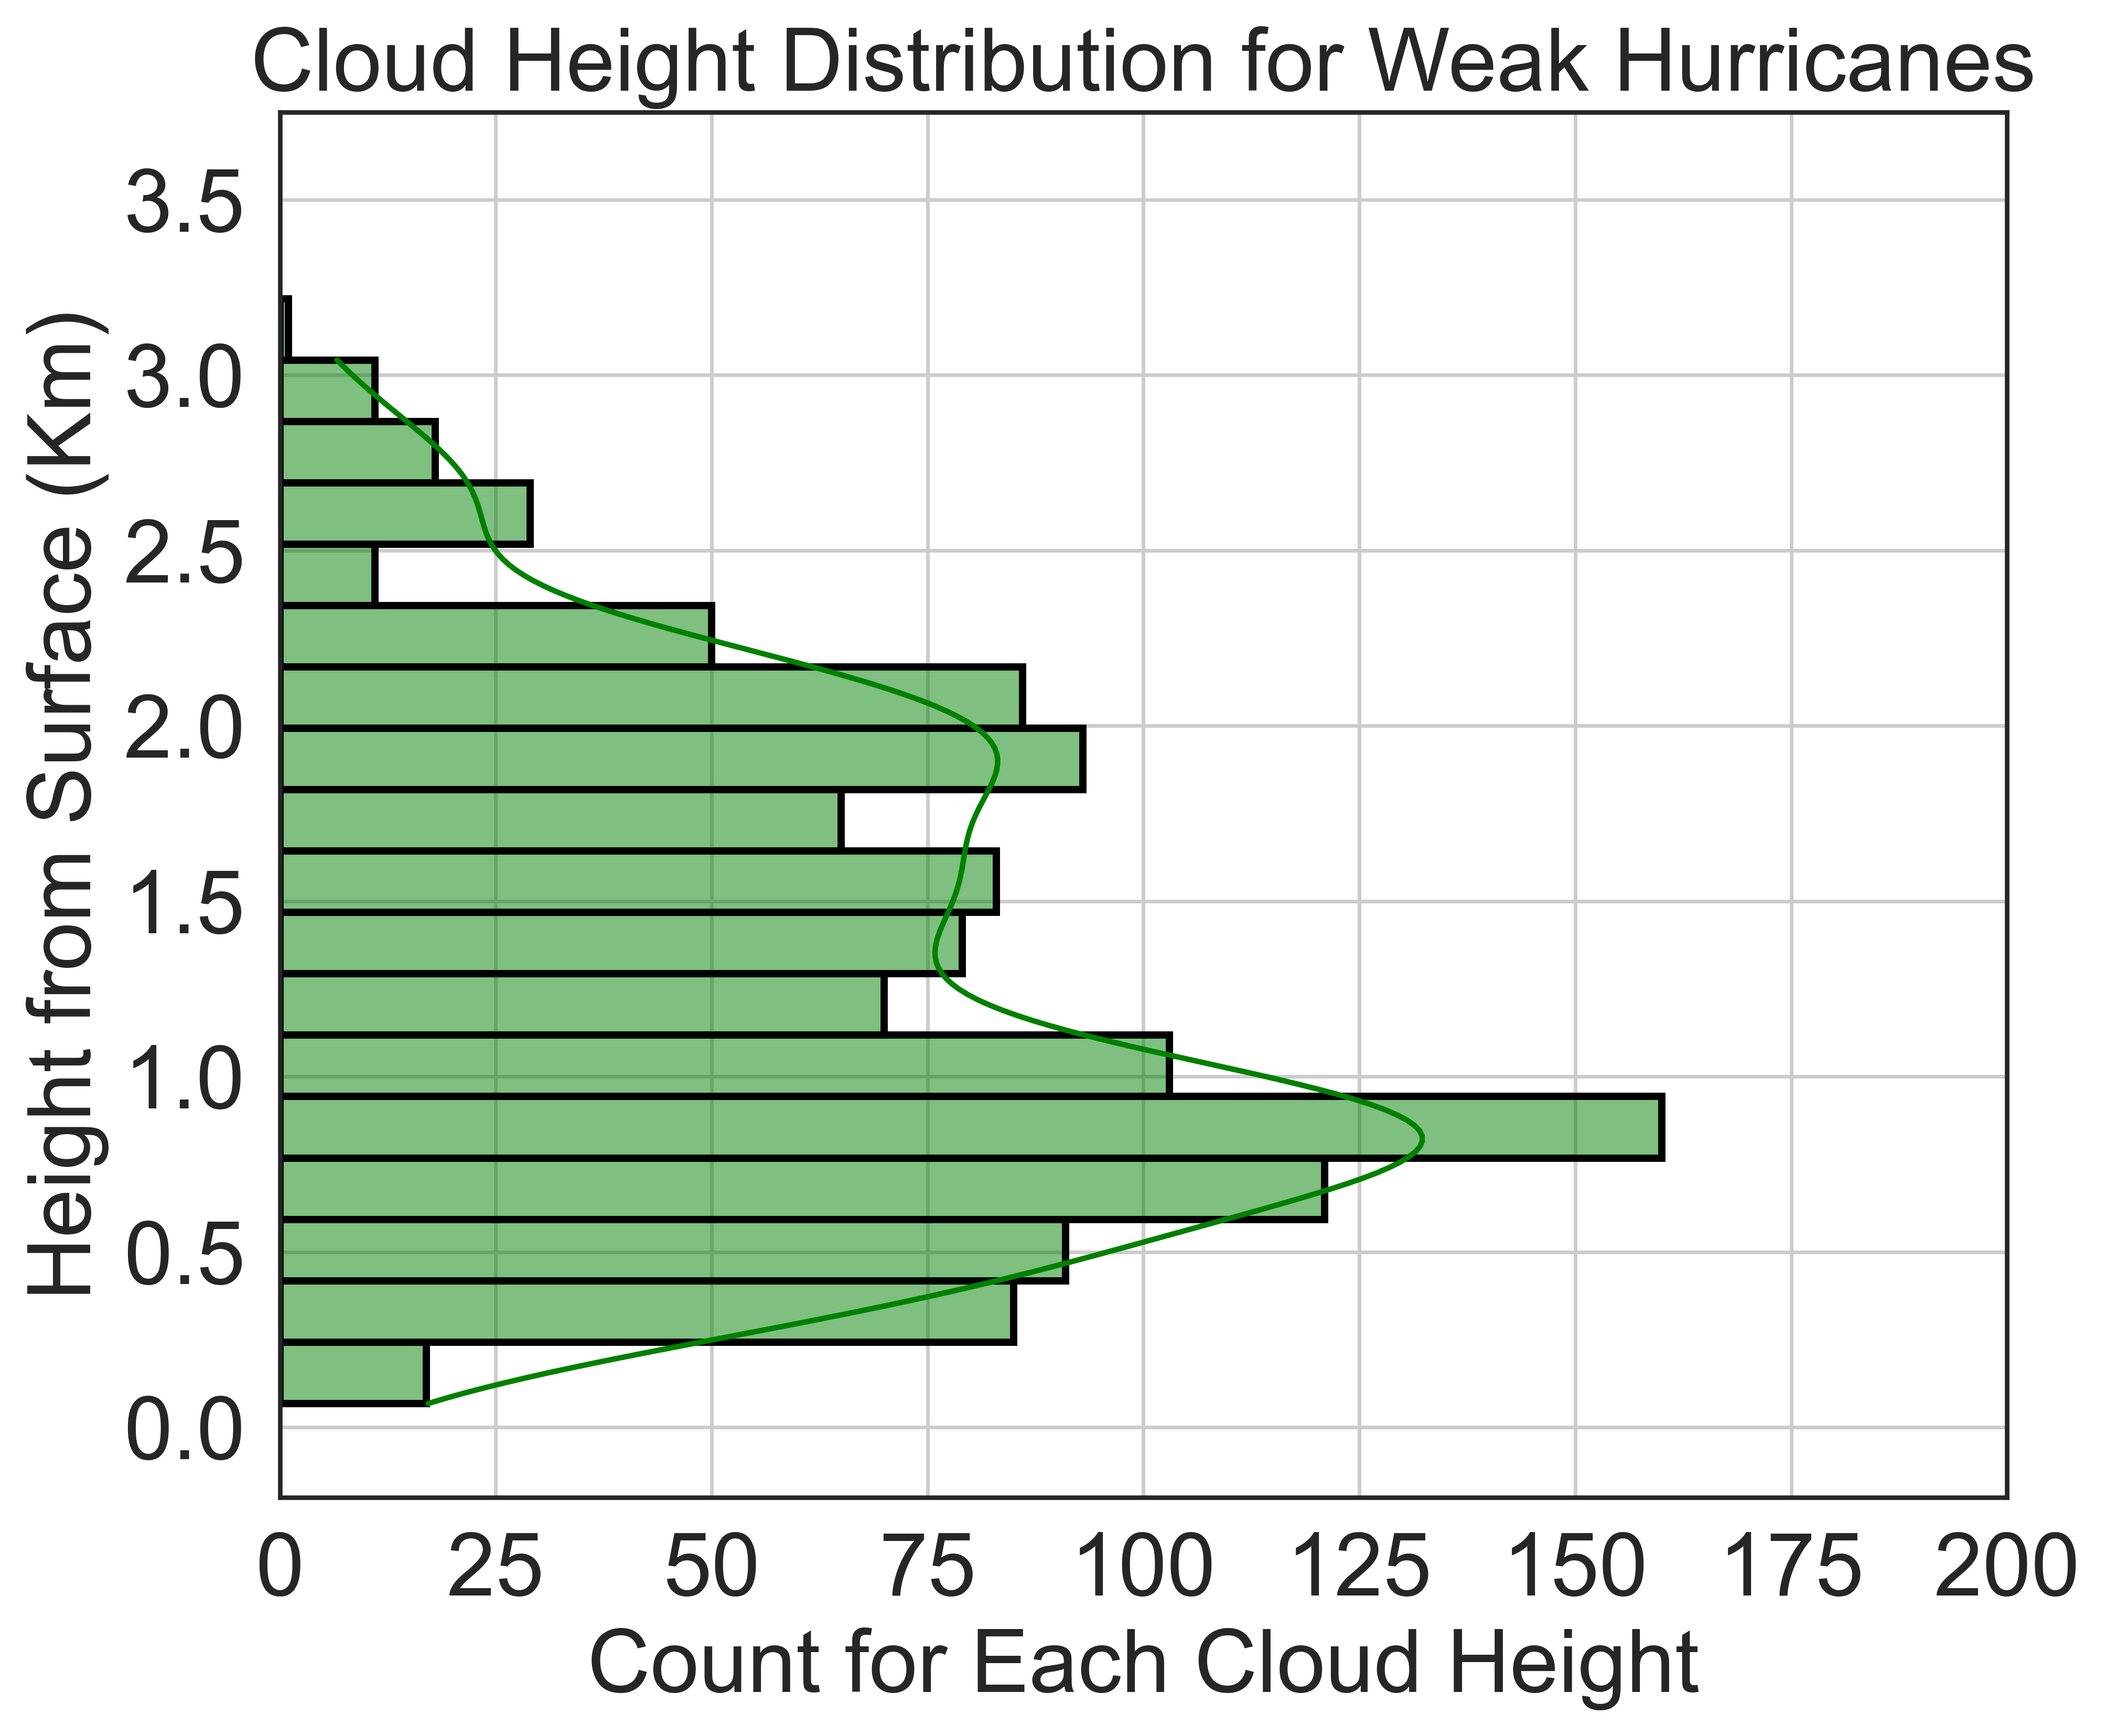 Cloud Height Distribution for Weak Hurricanes
Height from Surface (Km)
3.5
3.0
2.5
2.0
1.5
1.0
0.5
0.0
0 25 50 75 100 125 150 175 200
Count for Each Cloud Height